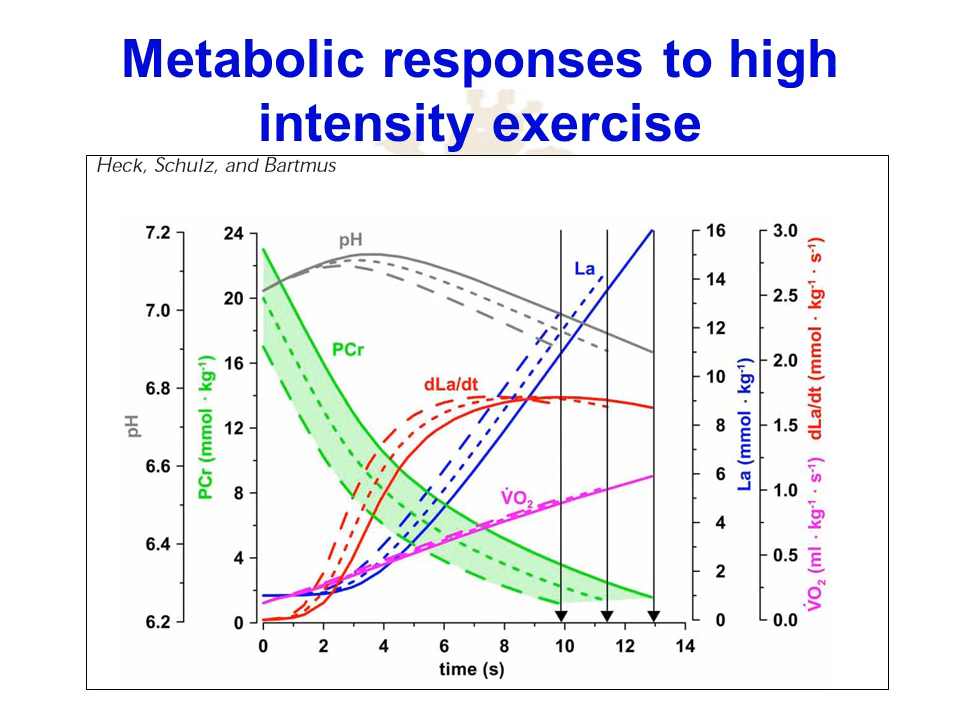 Metabolic responses to high
intensity exercise
Heck, Schulz, and Bartmus
7.2
7.0
6.8
6.6
6.4
6.2
pH
24
20
16
12
8
4
0
PCr (mmol · kg⁻¹)
pH
La
PCr
dLa/dt
V̇O₂
16
14
12
10
8
6
4
2
0
La (mmol · kg⁻¹)
3.0
2.5
2.0
1.5
1.0
0.5
0.0
V̇O₂ (ml · kg⁻¹ · s⁻¹) dLa/dt (mmol · kg⁻¹ · s⁻¹)
0 2 4 6 8 10 12 14
time (s)